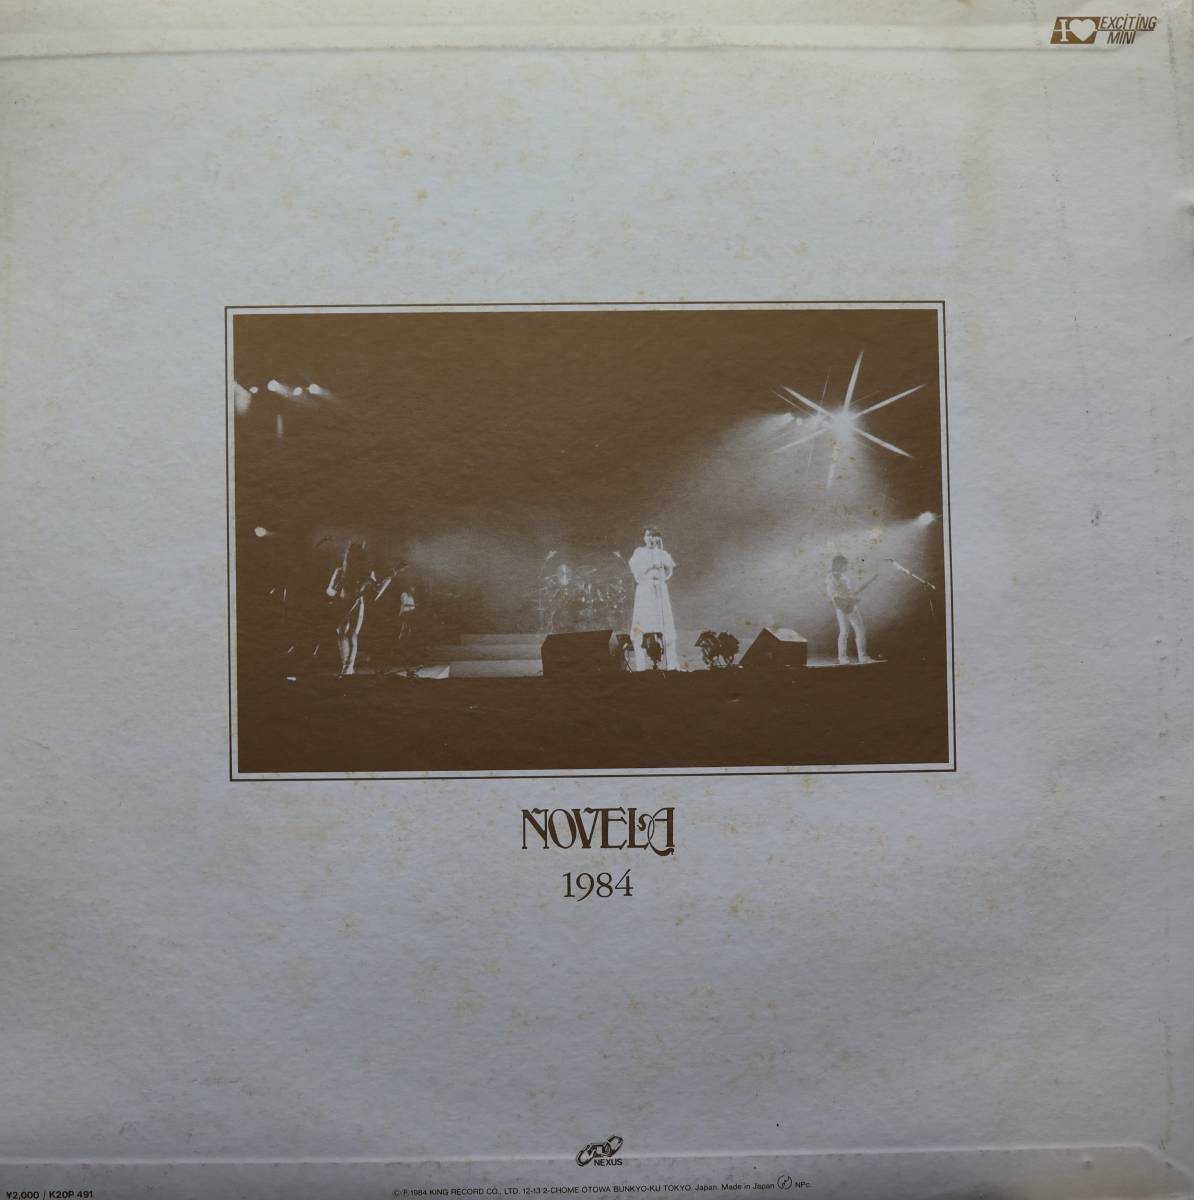 I EXCITING
MINI
NOVELA
1984
NEXUS
¥2,000 / K20P 491
©℗1984 KING RECORD CO., LTD. 12-13 2-CHOME OTOWA BUNKYO-KU TOKYO. Japan. Made in Japan NPc.